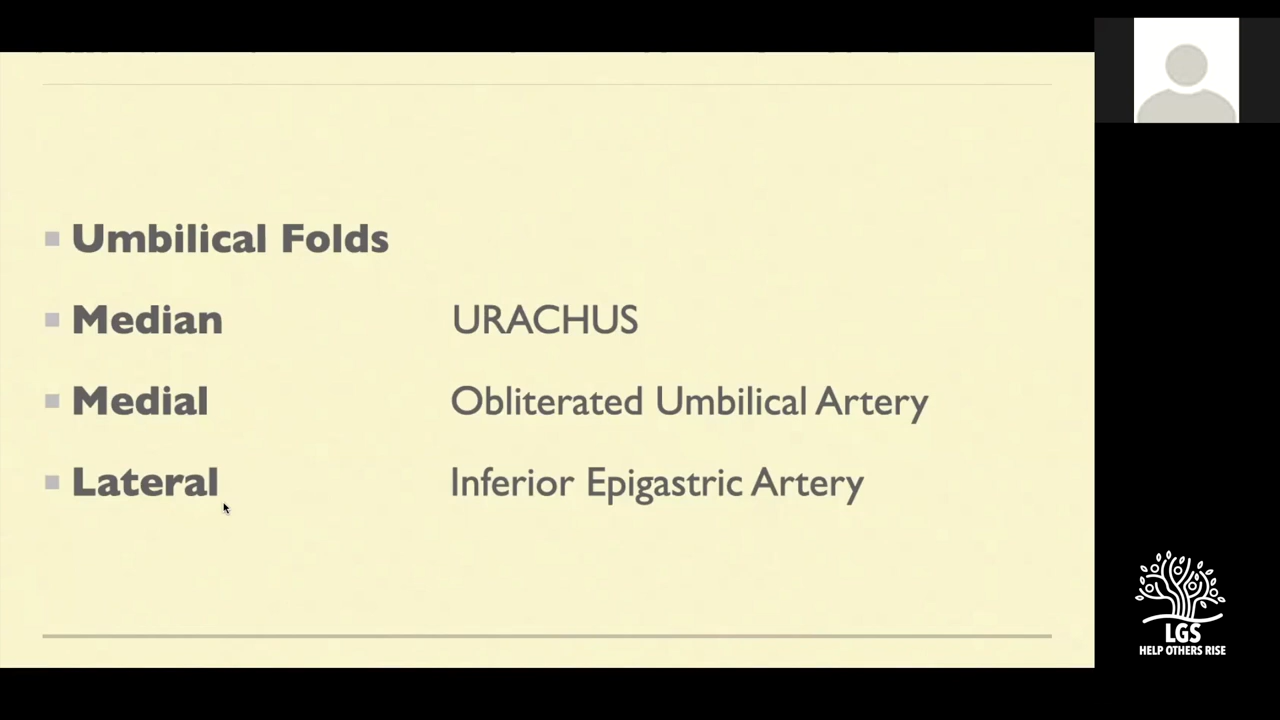 Umbilical Folds
Median URACHUS
Medial Obliterated Umbilical Artery
Lateral Inferior Epigastric Artery
LGS
HELP OTHERS RISE